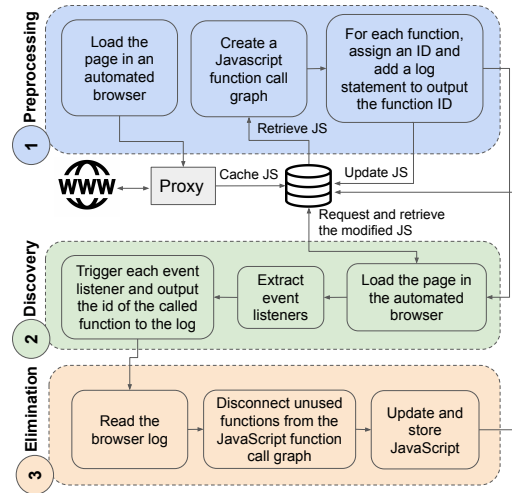 1 Preprocessing
Load the
page in an
automated
browser
Create a
Javascript
function call
graph
For each function,
assign an ID and
add a log
statement to output
the function ID
Retrieve JS
WWW
Proxy
Cache JS
Update JS
Request and retrieve
the modified JS
2 Discovery
Trigger each event
listener and output
the id of the called
function to the log
Extract
event
listeners
Load the page in
the automated
browser
3 Elimination
Read the
browser log
Disconnect unused
functions from the
JavaScript function
call graph
Update and
store
JavaScript